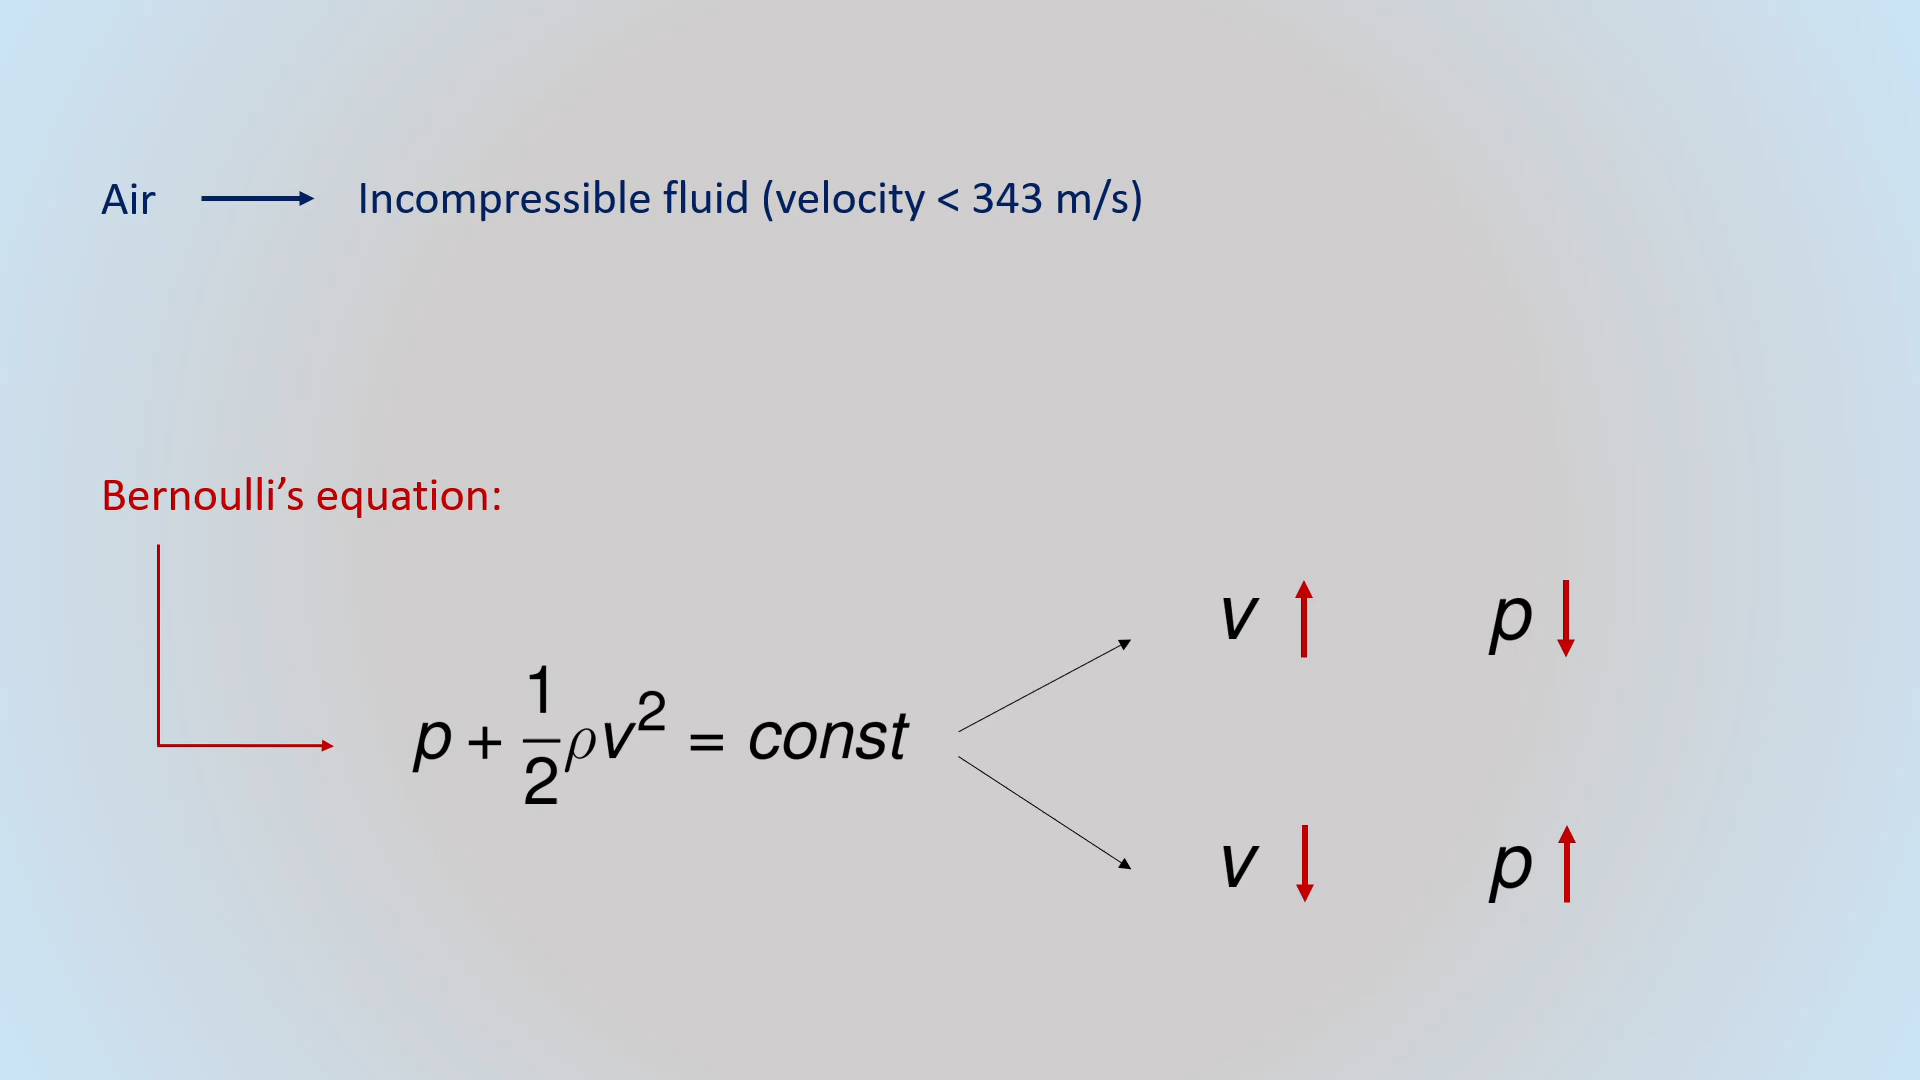 Air → Incompressible fluid (velocity < 343 m/s)
Bernoulli’s equation:
v ↑ p ↓
p + 1/2 ρv² = const
v ↓ p ↑